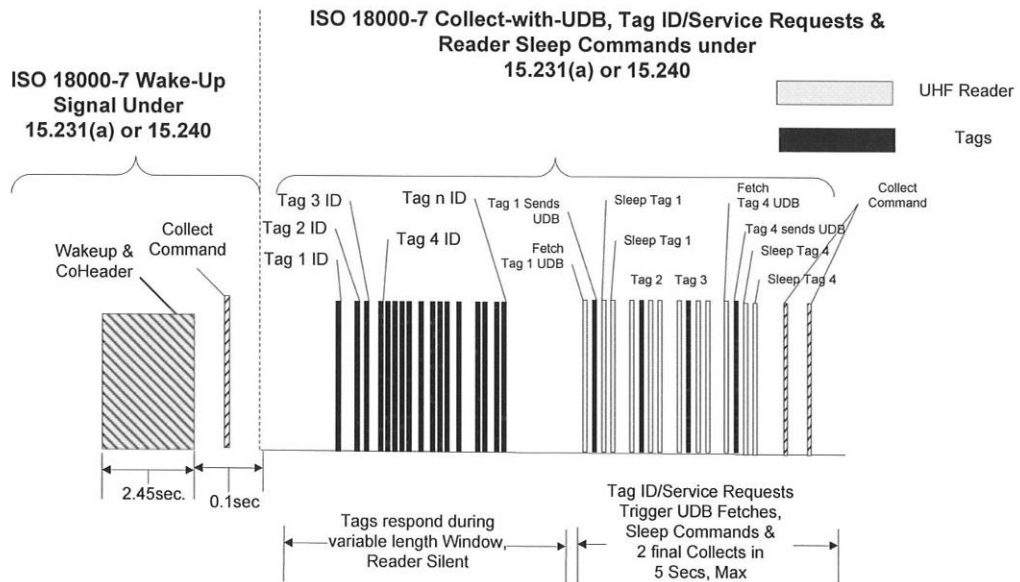 ISO 18000-7 Collect-with-UDB, Tag ID/Service Requests &
Reader Sleep Commands under
15.231(a) or 15.240
ISO 18000-7 Wake-Up
Signal Under
15.231(a) or 15.240
UHF Reader
Tags
Wakeup &
CoHeader
Collect
Command
Tag 3 ID
Tag 2 ID
Tag 1 ID
Tag 4 ID
Tag n ID
Tag 1 Sends
UDB
Fetch
Tag 1 UDB
Sleep Tag 1
Sleep Tag 1
Tag 2
Tag 3
Fetch
Tag 4 UDB
Tag 4 sends UDB
Sleep Tag 4
Sleep Tag 4
Collect
Command
2.45sec.
0.1sec
Tags respond during
variable length Window,
Reader Silent
Tag ID/Service Requests
Trigger UDB Fetches,
Sleep Commands &
2 final Collects in
5 Secs, Max